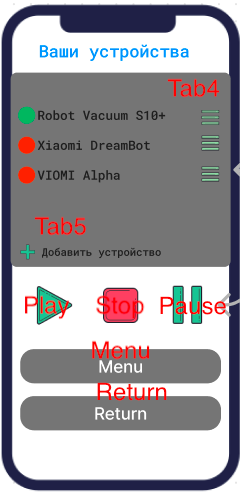 Ваши устройства
Tab4
Robot Vacuum S10+
Xiaomi DreamBot
VIOMI Alpha
Tab5
Добавить устройство
Play Stop Pause
Menu
Menu
Return
Return